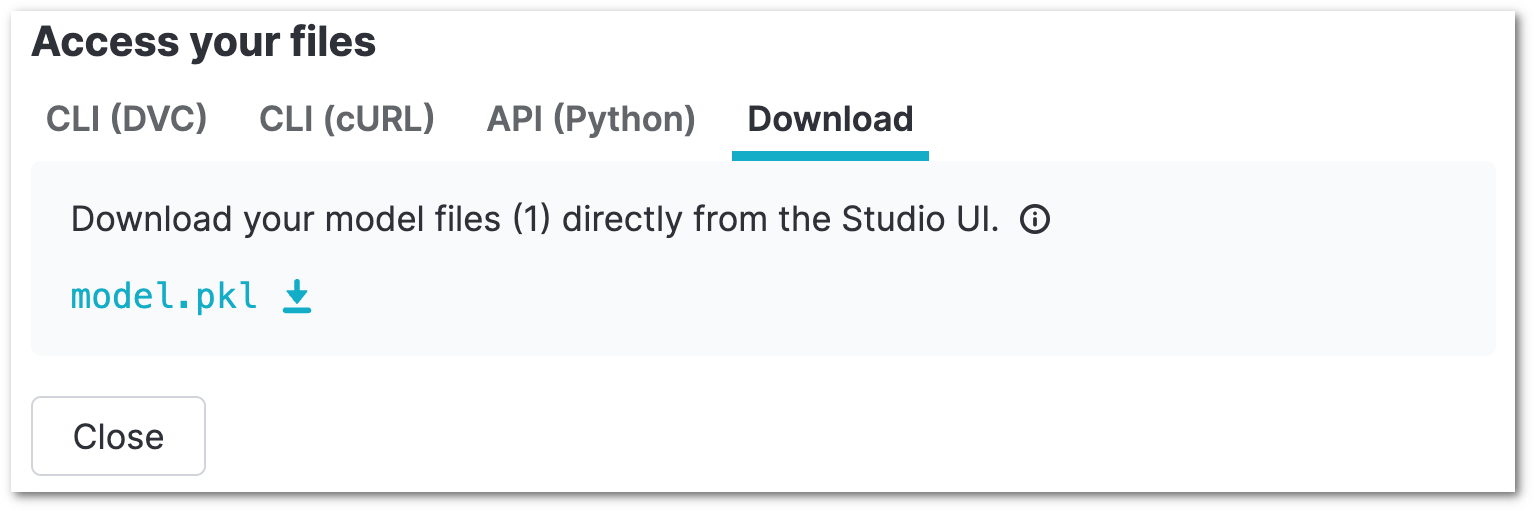 Access your files
CLI (DVC) CLI (cURL) API (Python) Download
Download your model files (1) directly from the Studio UI.
model.pkl
Close